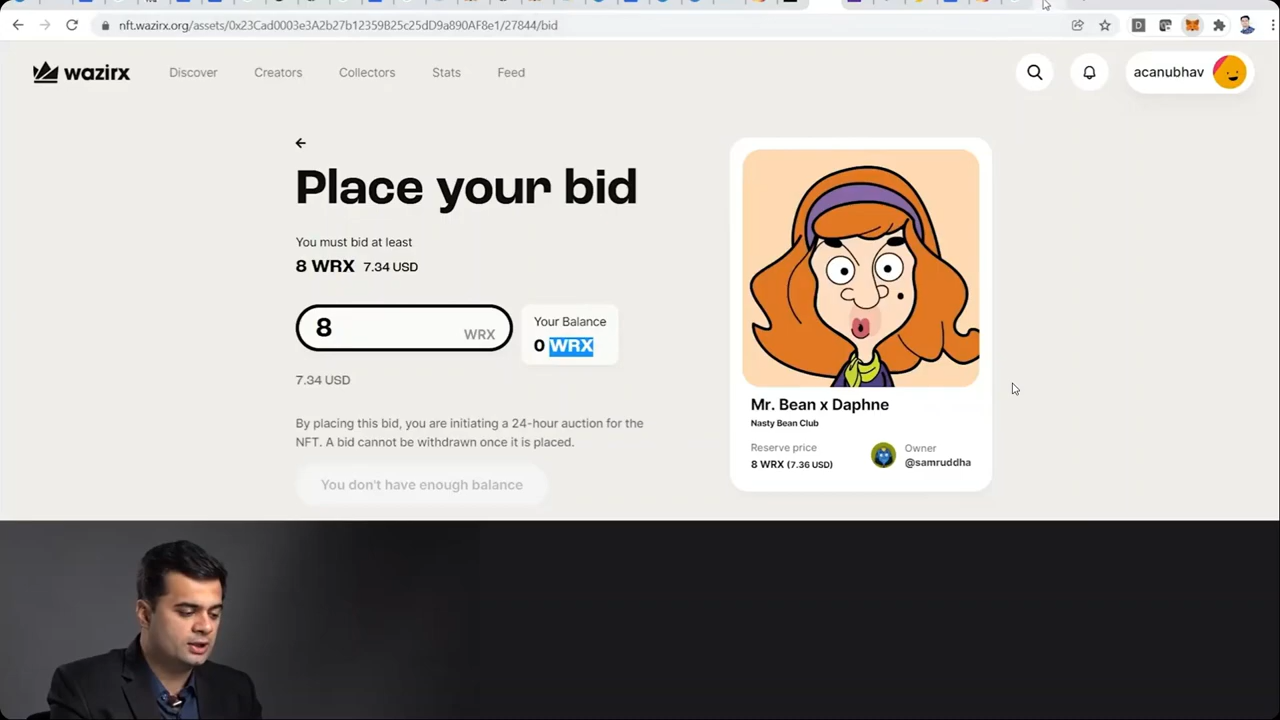 nft.wazirx.org/assets/0x23Cad0003e3A2b27b12359B25c25dD9a890AF8e1/27844/bid
wazirx Discover Creators Collectors Stats Feed acanubhav
Place your bid
You must bid at least
8 WRX 7.34 USD
8 WRX
Your Balance
0 WRX
7.34 USD
By placing this bid, you are initiating a 24-hour auction for the
NFT. A bid cannot be withdrawn once it is placed.
You don't have enough balance
Mr. Bean x Daphne
Nasty Bean Club
Reserve price
8 WRX (7.36 USD)
Owner
@samruddha